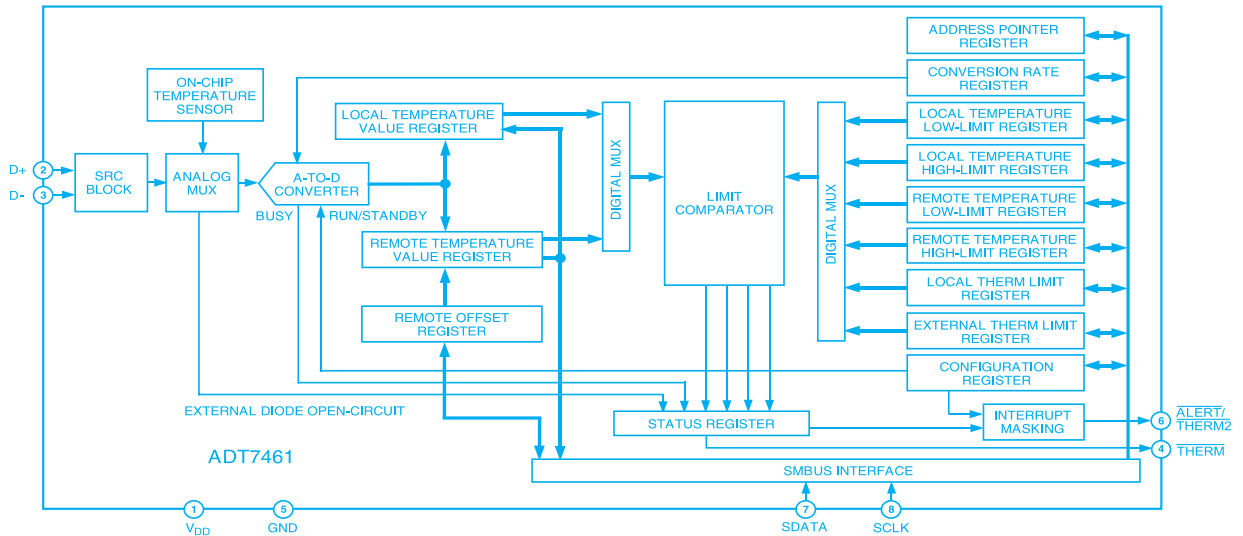 ADDRESS POINTER
REGISTER
CONVERSION RATE
REGISTER
ON-CHIP
TEMPERATURE
SENSOR
LOCAL TEMPERATURE
VALUE REGISTER
LOCAL TEMPERATURE
LOW-LIMIT REGISTER
D+
2
D-
3
SRC
BLOCK
ANALOG
MUX
A-TO-D
CONVERTER
BUSY
RUN/STANDBY
DIGITAL MUX
LIMIT
COMPARATOR
DIGITAL MUX
LOCAL TEMPERATURE
HIGH-LIMIT REGISTER
REMOTE TEMPERATURE
LOW-LIMIT REGISTER
REMOTE TEMPERATURE
VALUE REGISTER
REMOTE TEMPERATURE
HIGH-LIMIT REGISTER
LOCAL THERM LIMIT
REGISTER
REMOTE OFFSET
REGISTER
EXTERNAL THERM LIMIT
REGISTER
CONFIGURATION
REGISTER
EXTERNAL DIODE OPEN-CIRCUIT
STATUS REGISTER
INTERRUPT
MASKING
6
ALERT/
THERM2
4
THERM
ADT7461
SMBUS INTERFACE
1
VDD
5
GND
7
SDATA
8
SCLK